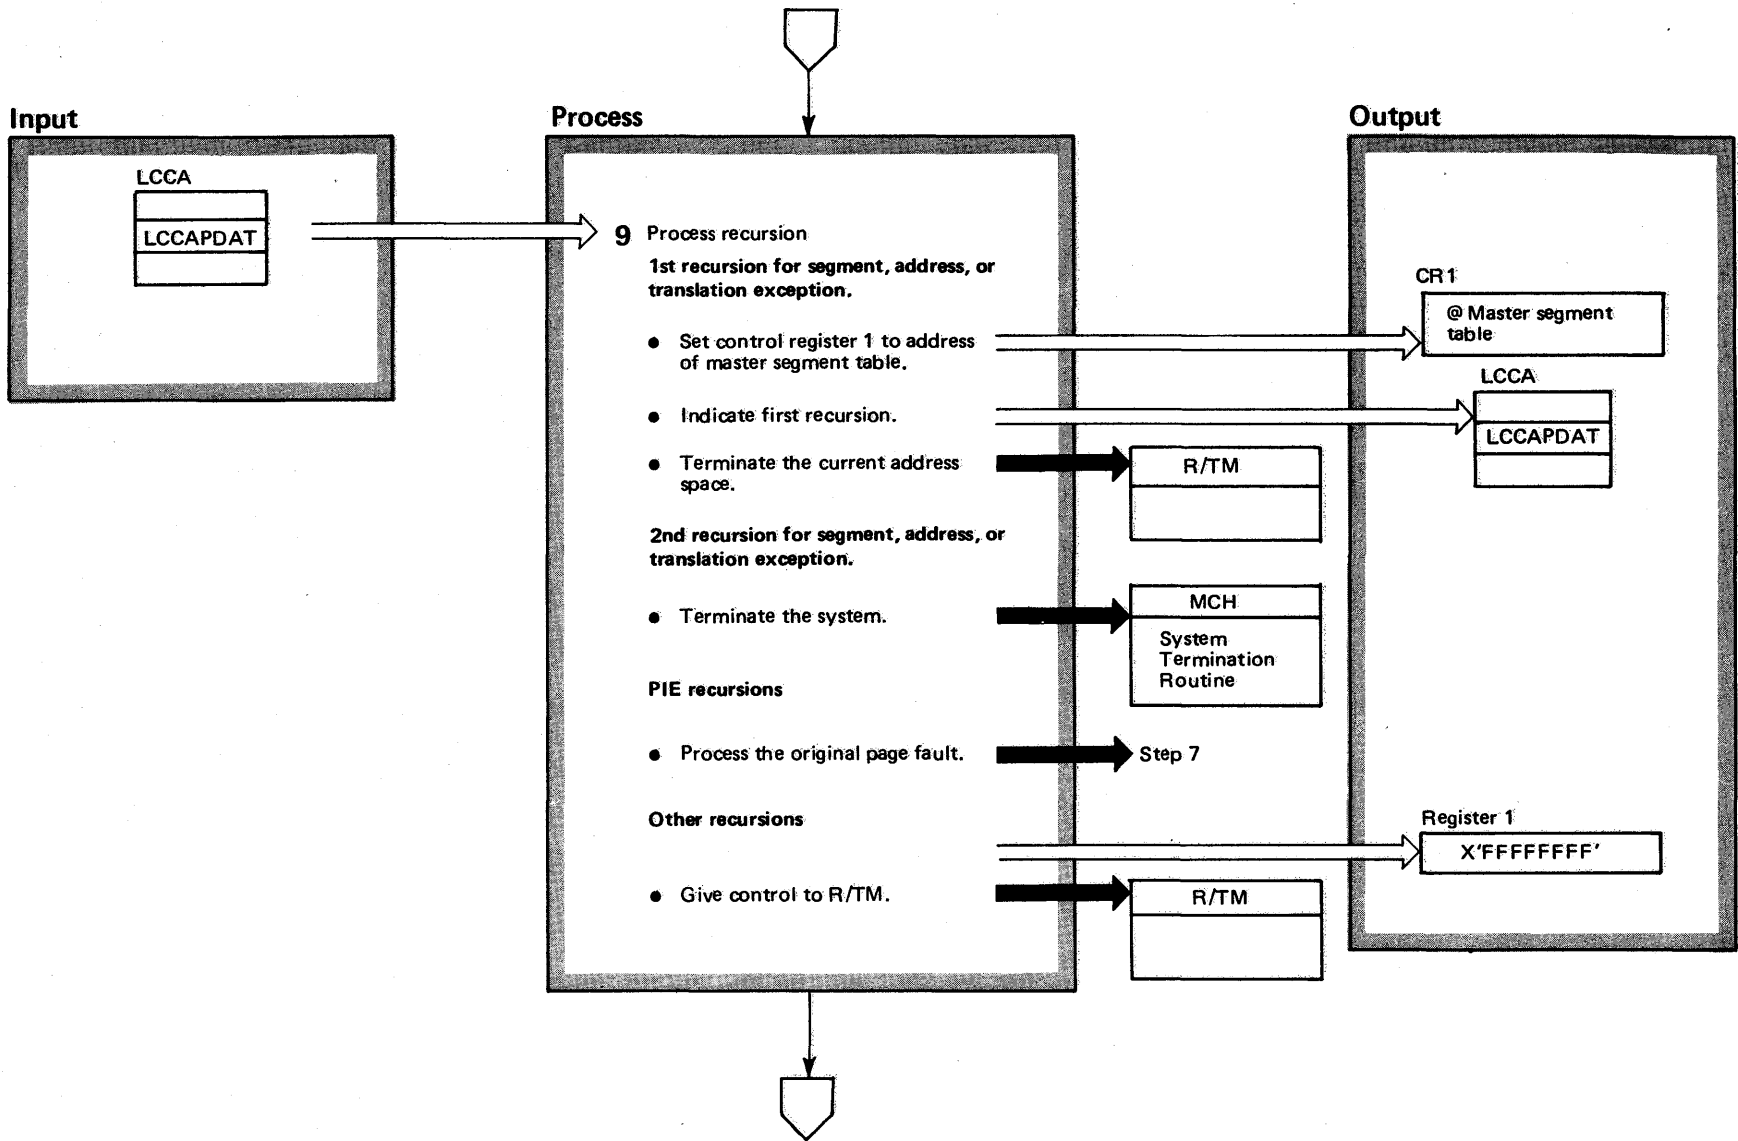 Input
LCCA
LCCAPDAT
Process
9 Process recursion
1st recursion for segment, address, or
translation exception.
• Set control register 1 to address
of master segment table.
• Indicate first recursion.
• Terminate the current address
space.
2nd recursion for segment, address, or
translation exception.
• Terminate the system.
PIE recursions
• Process the original page fault.
Other recursions
• Give control to R/TM.
R/TM
MCH
System
Termination
Routine
Step 7
R/TM
Output
CR1
@ Master segment
table
LCCA
LCCAPDAT
Register 1
X'FFFFFFFF'